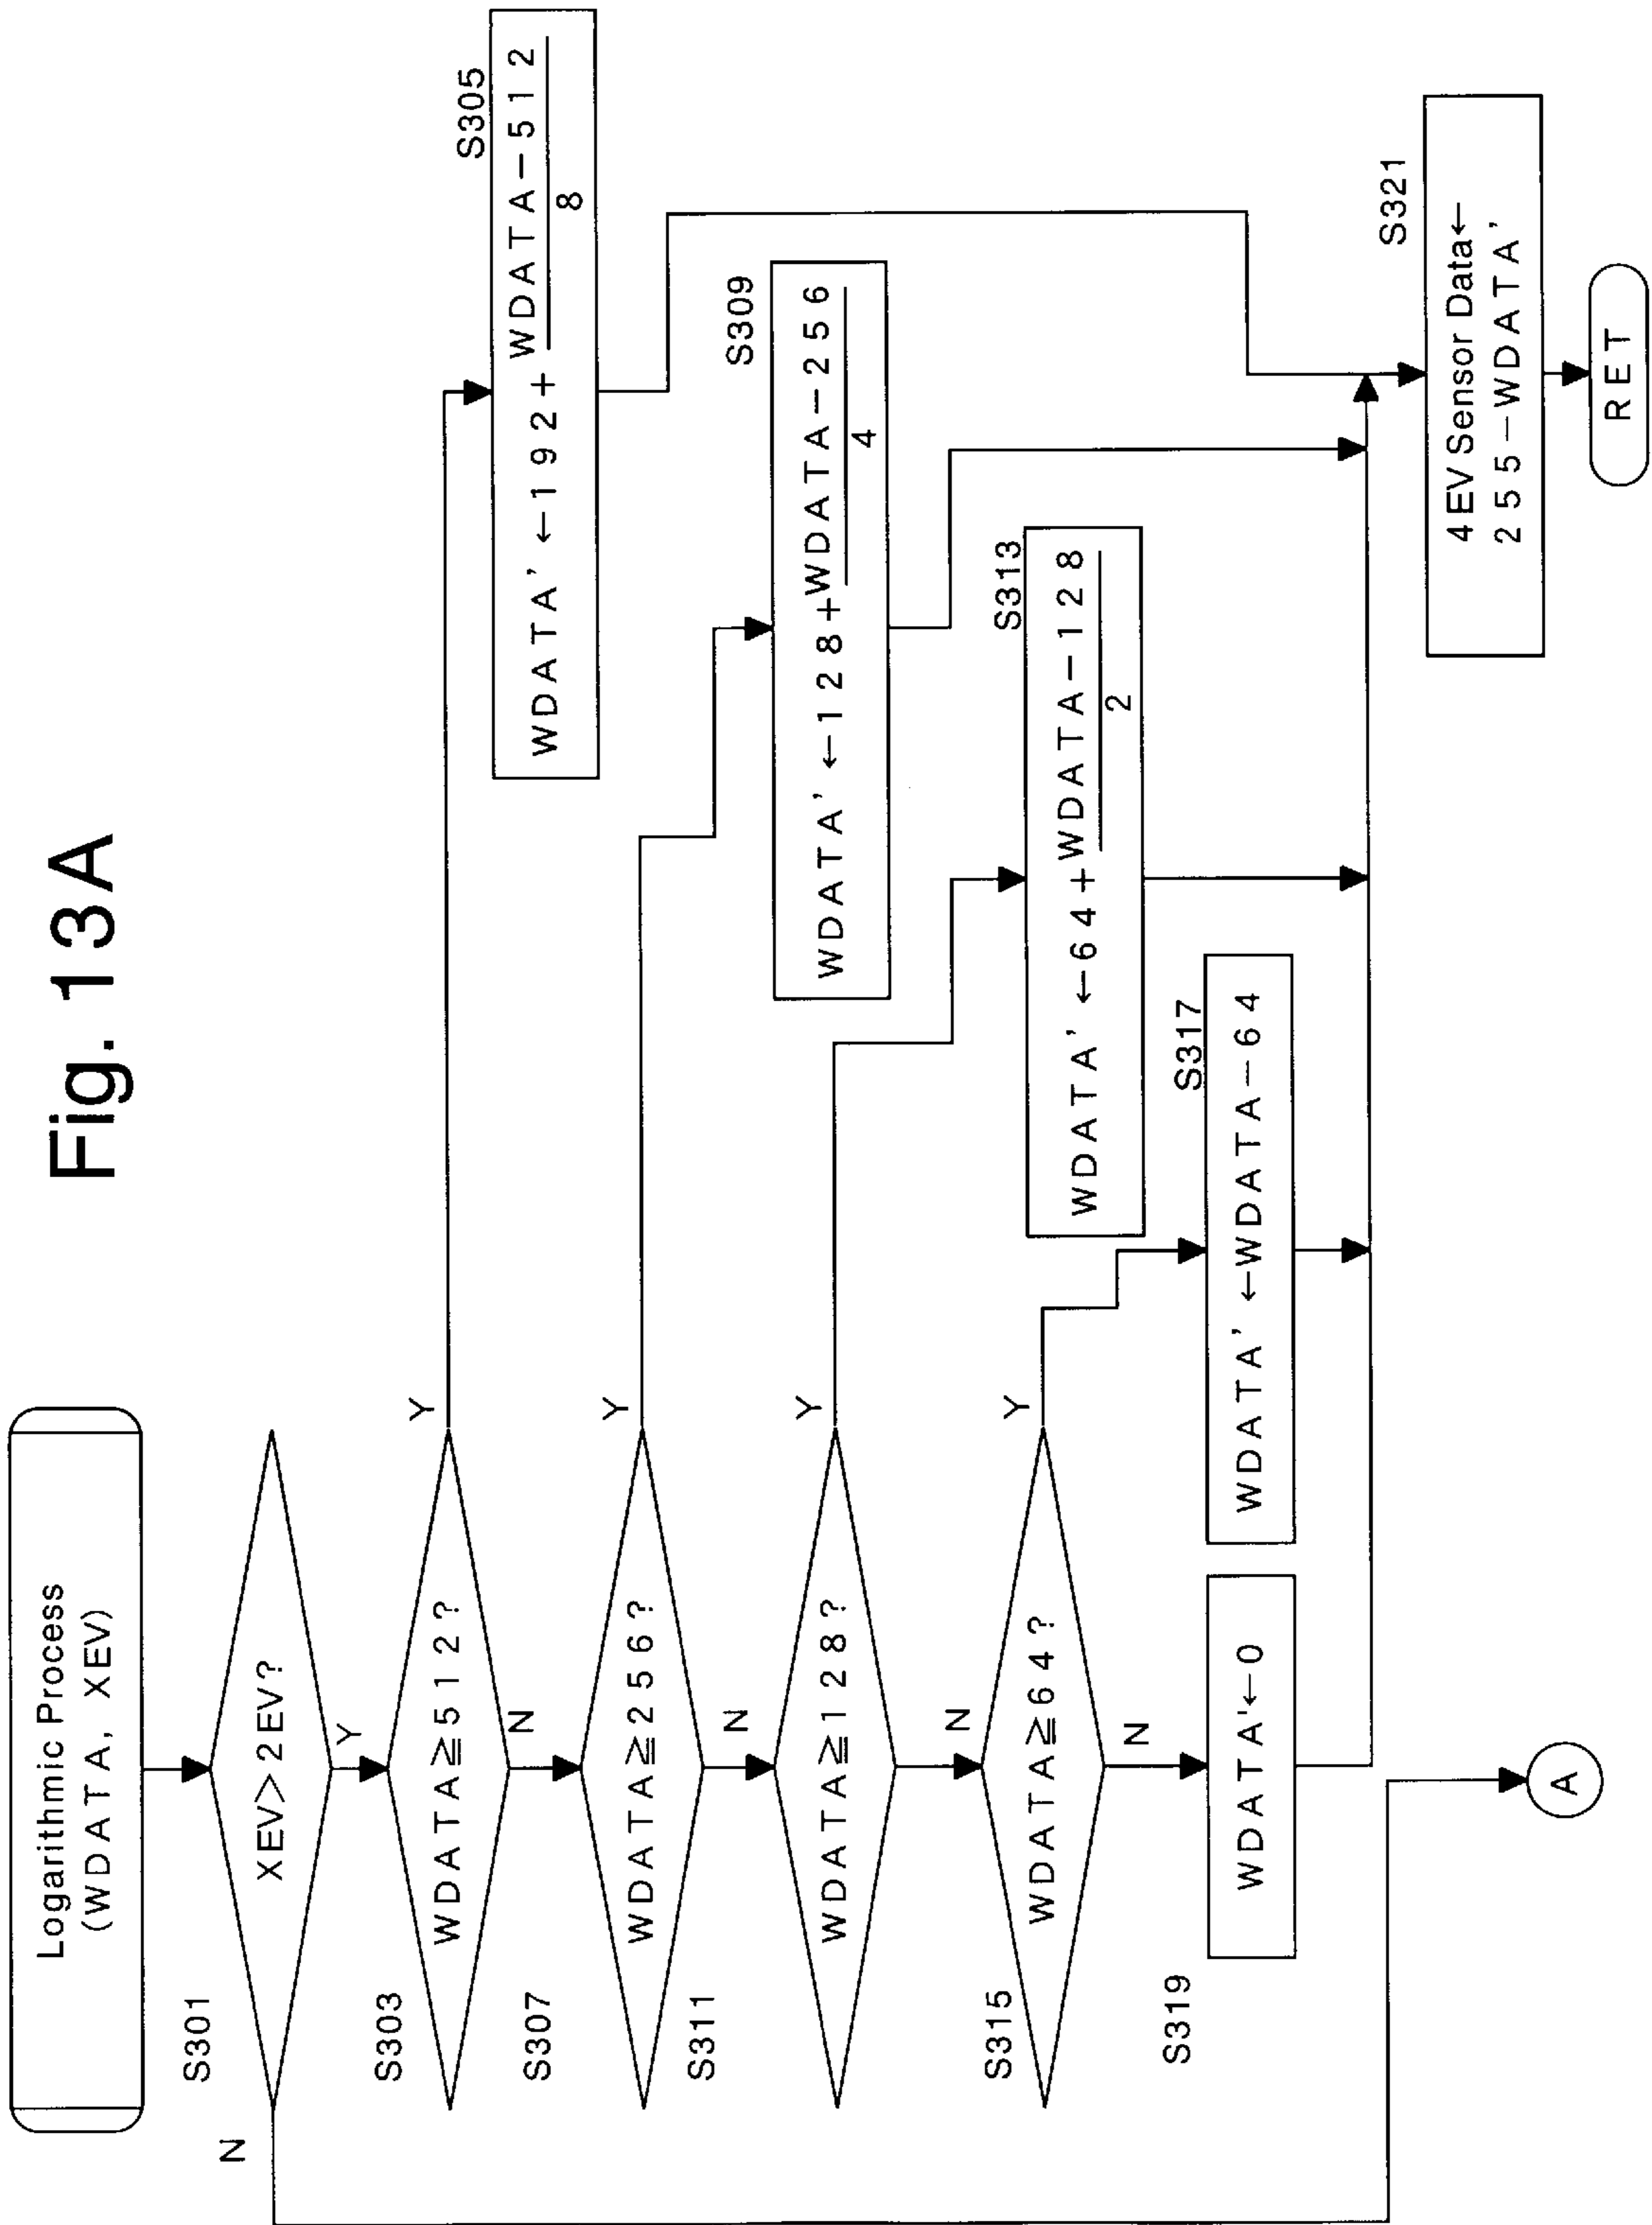 Fig. 13A
Logarithmic Process
(WDATA, XEV)
S301
XEV>2EV?
N
Y
S303
WDATA≧512?
Y
N
S305
WDATA'←192+WDATA-512
8
S307
WDATA≧256?
Y
N
S309
WDATA'←128+WDATA-256
4
S311
WDATA≧128?
Y
N
S313
WDATA'←64+WDATA-128
2
S315
WDATA≧64?
Y
N
S317
WDATA'←WDATA-64
S319
WDATA'←0
S321
4EV Sensor Data←
255-WDATA'
A
RET